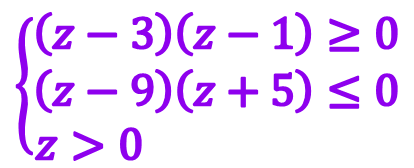 (z − 3)(z − 1) ≥ 0
(z − 9)(z + 5) ≤ 0
z > 0